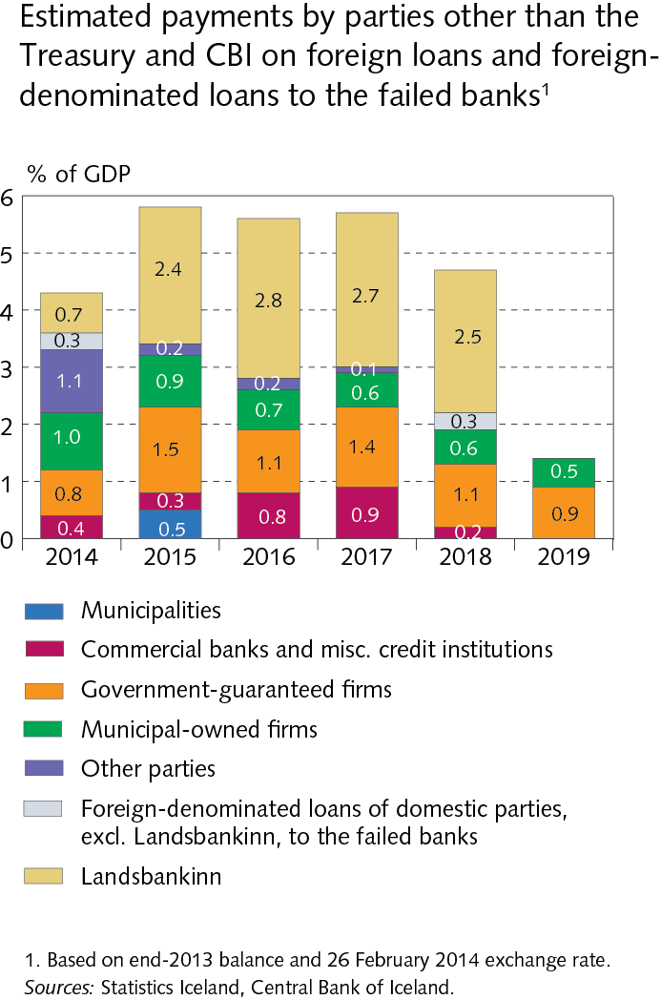 Estimated payments by parties other than the
Treasury and CBI on foreign loans and foreign-
denominated loans to the failed banks¹
% of GDP
6
5
4
3
2
1
0
0.7
0.3
1.1
1.0
0.8
0.4
2.4
0.2
0.9
1.5
0.3
0.5
2.8
0.2
0.7
1.1
0.8
2.7
0.1
0.6
1.4
0.9
2.5
0.3
0.6
1.1
0.2
0.5
0.9
2014 2015 2016 2017 2018 2019
Municipalities
Commercial banks and misc. credit institutions
Government-guaranteed firms
Municipal-owned firms
Other parties
Foreign-denominated loans of domestic parties,
excl. Landsbankinn, to the failed banks
Landsbankinn
1. Based on end-2013 balance and 26 February 2014 exchange rate.
Sources: Statistics Iceland, Central Bank of Iceland.